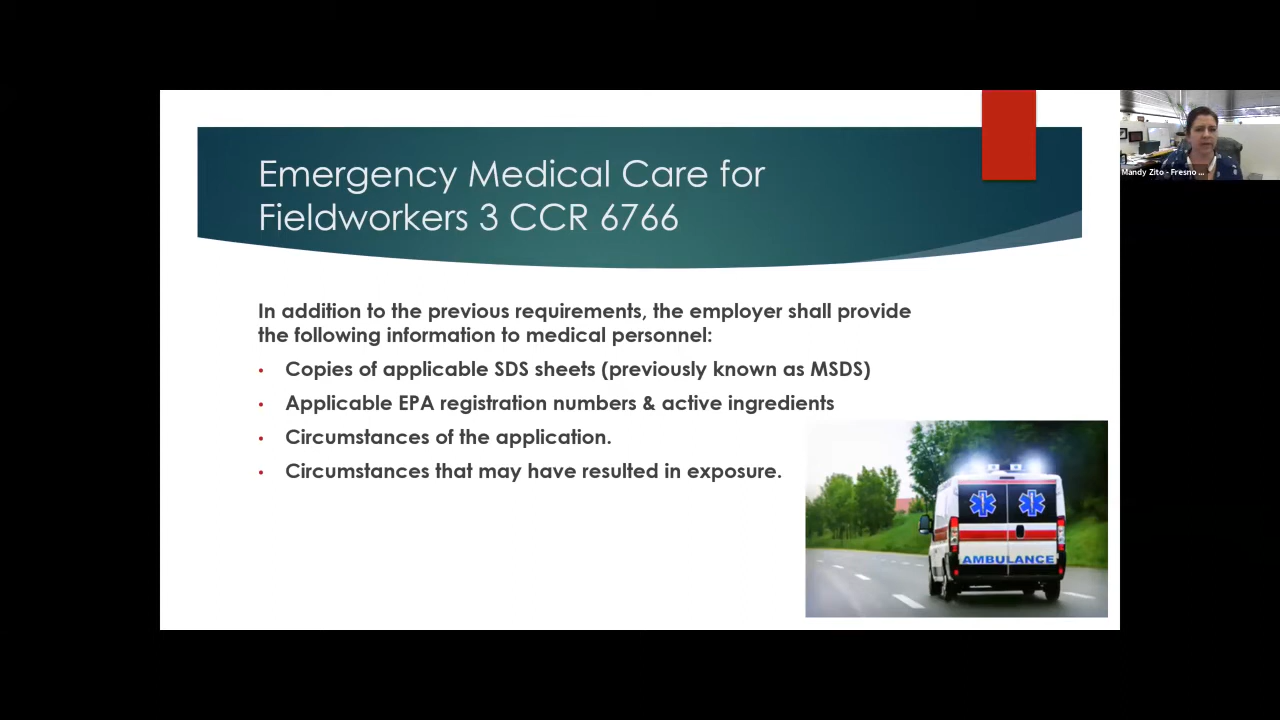 Emergency Medical Care for
Fieldworkers 3 CCR 6766
In addition to the previous requirements, the employer shall provide
the following information to medical personnel:
• Copies of applicable SDS sheets (previously known as MSDS)
• Applicable EPA registration numbers & active ingredients
• Circumstances of the application.
• Circumstances that may have resulted in exposure.
AMBULANCE
Mandy Zito - Fresno ...